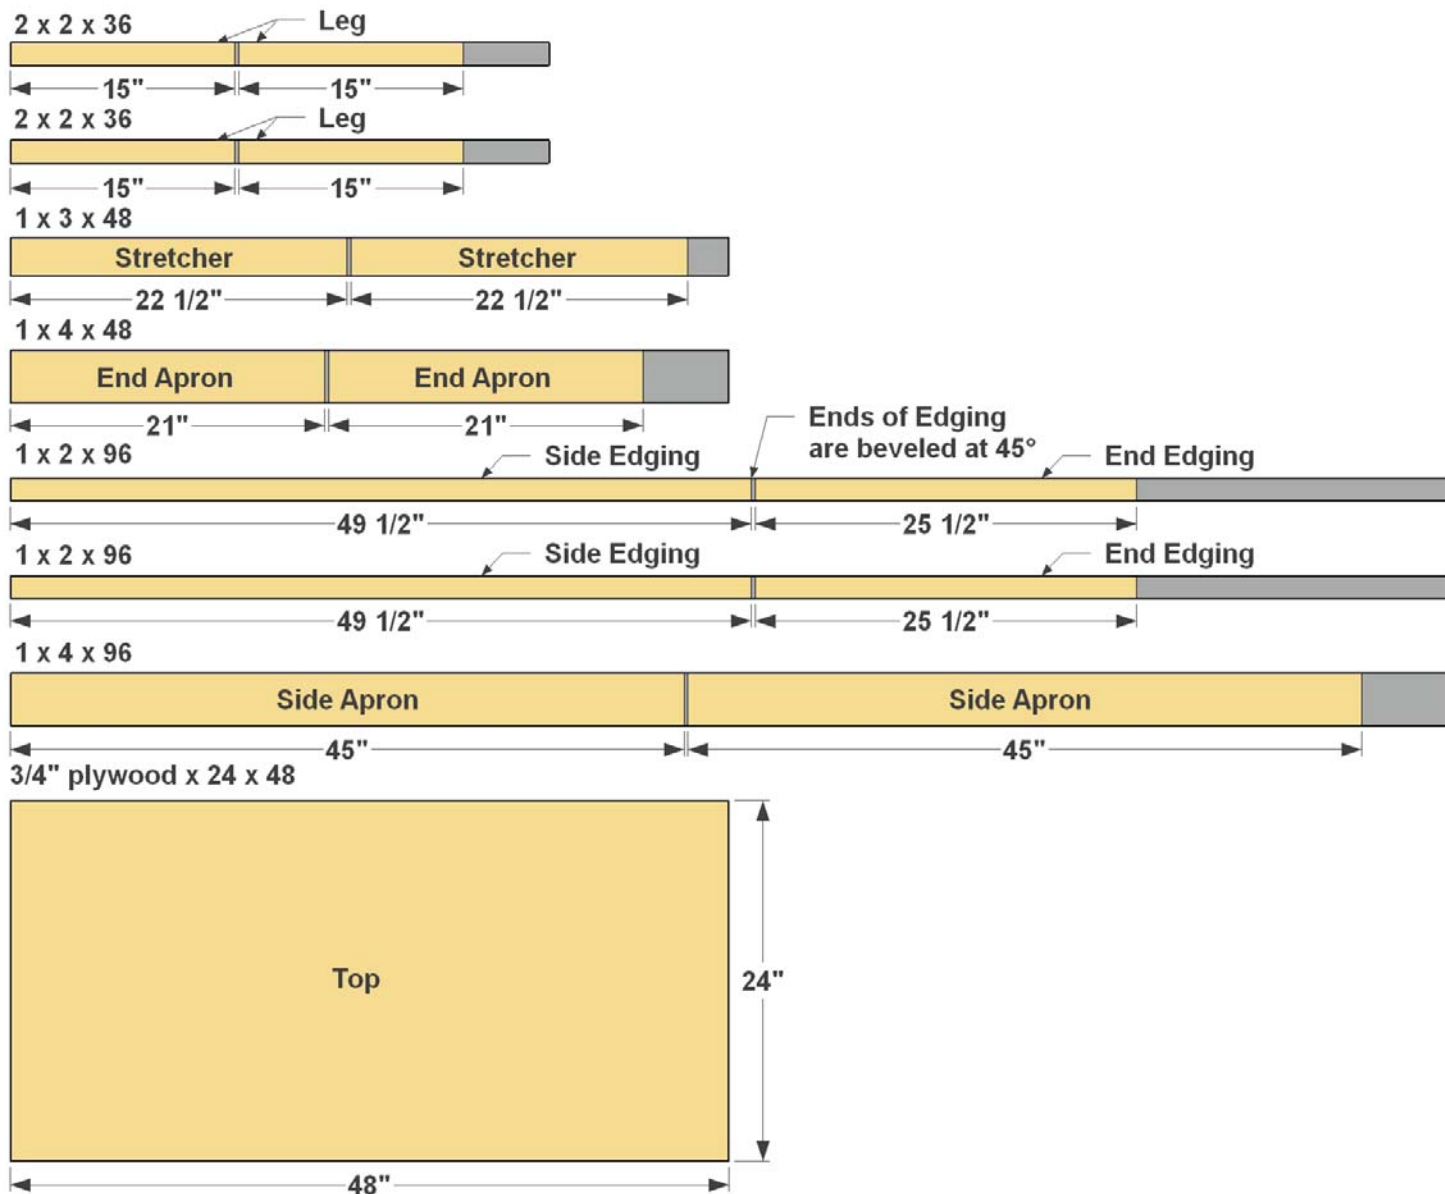 2 x 2 x 36
Leg
15" 15"
2 x 2 x 36
Leg
15" 15"
1 x 3 x 48
Stretcher Stretcher
22 1/2" 22 1/2"
1 x 4 x 48
End Apron End Apron
21" 21"
Ends of Edging
are beveled at 45°
1 x 2 x 96
Side Edging
End Edging
49 1/2" 25 1/2"
1 x 2 x 96
Side Edging
End Edging
49 1/2" 25 1/2"
1 x 4 x 96
Side Apron Side Apron
45" 45"
3/4" plywood x 24 x 48
Top
24"
48"